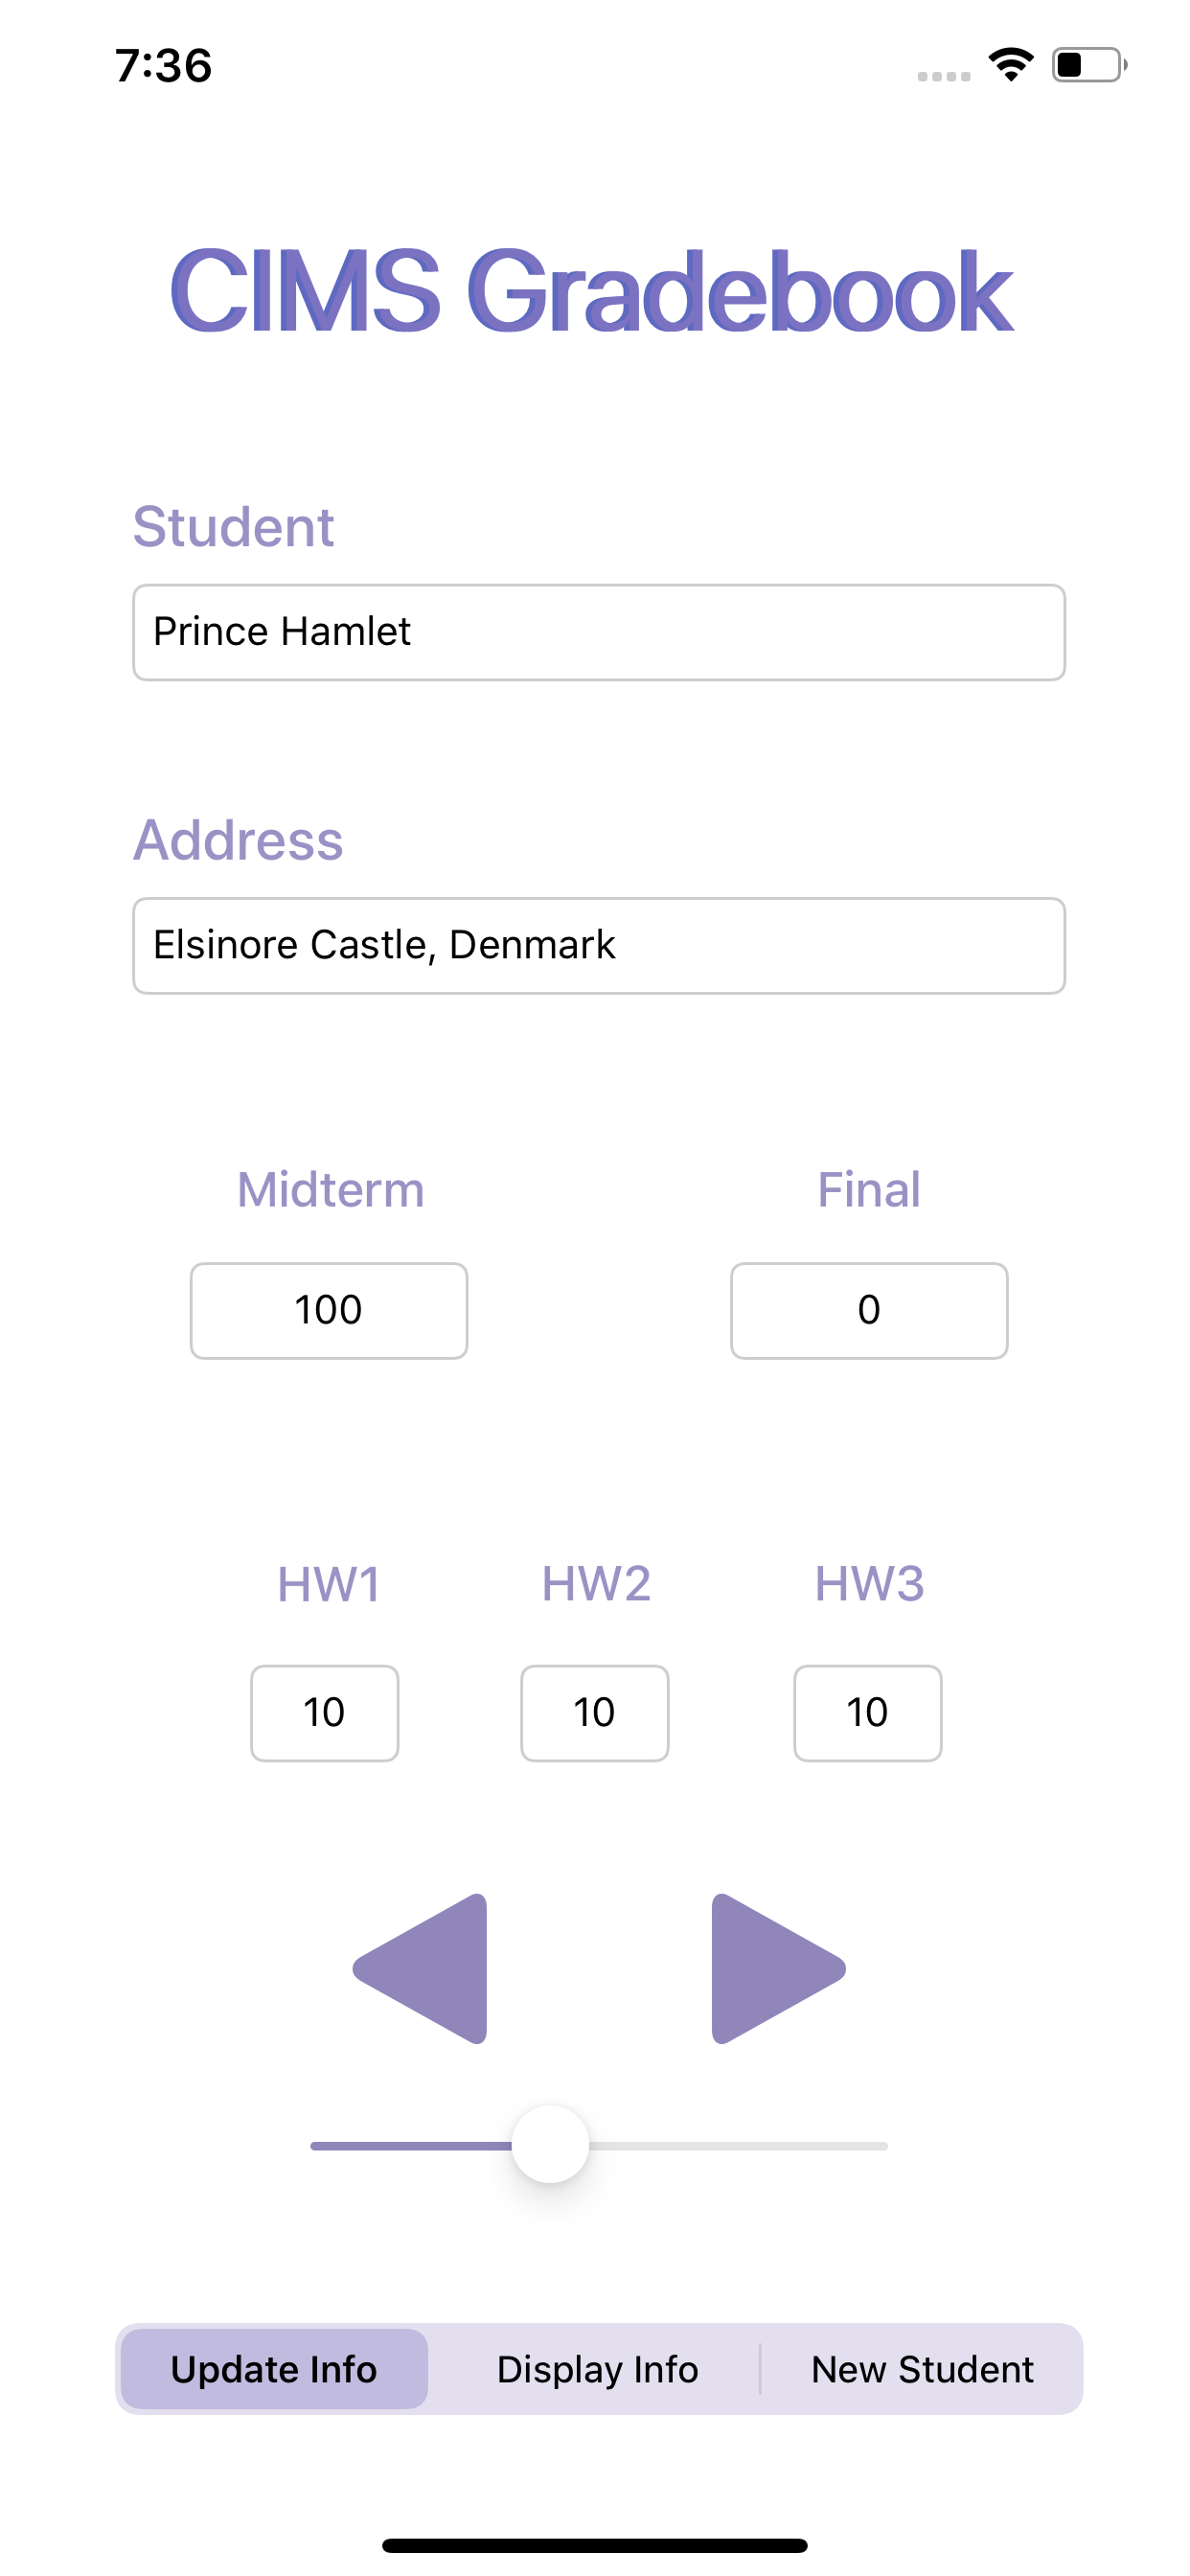 7:36
CIMS Gradebook
Student
Prince Hamlet
Address
Elsinore Castle, Denmark
Midterm Final
100 0
HW1 HW2 HW3
10 10 10
Update Info Display Info New Student